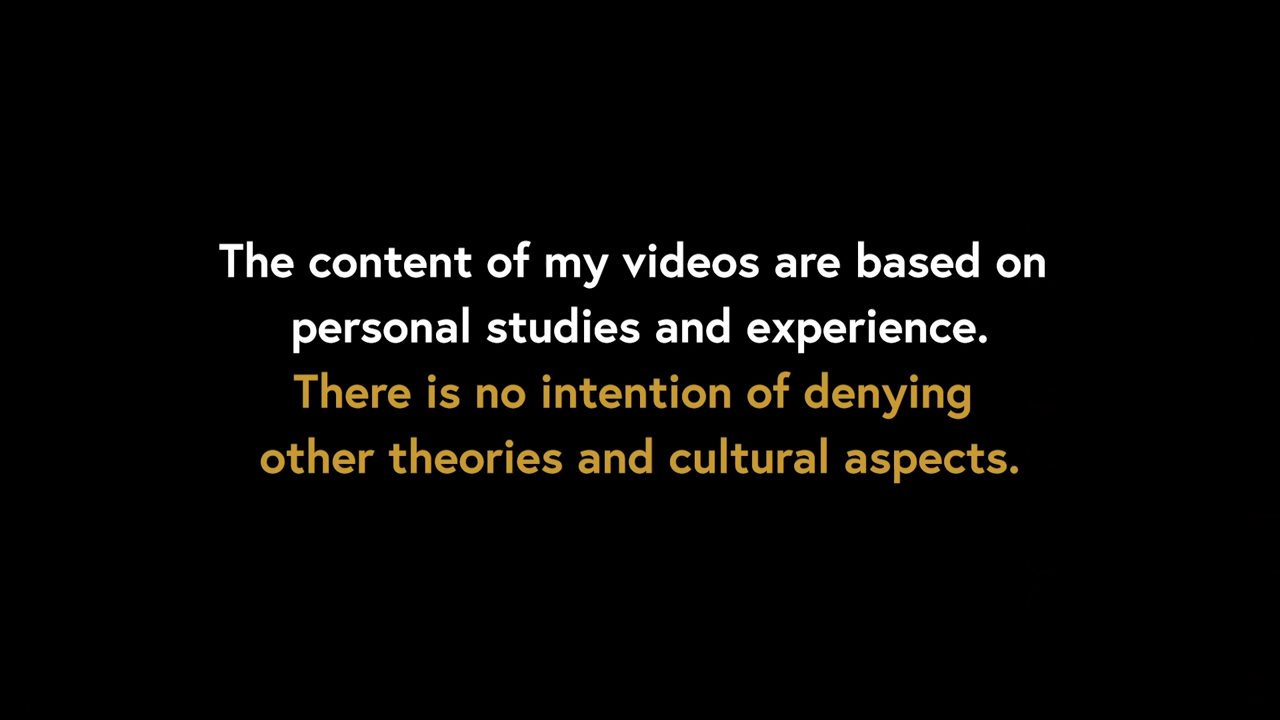 The content of my videos are based on
personal studies and experience.
There is no intention of denying
other theories and cultural aspects.